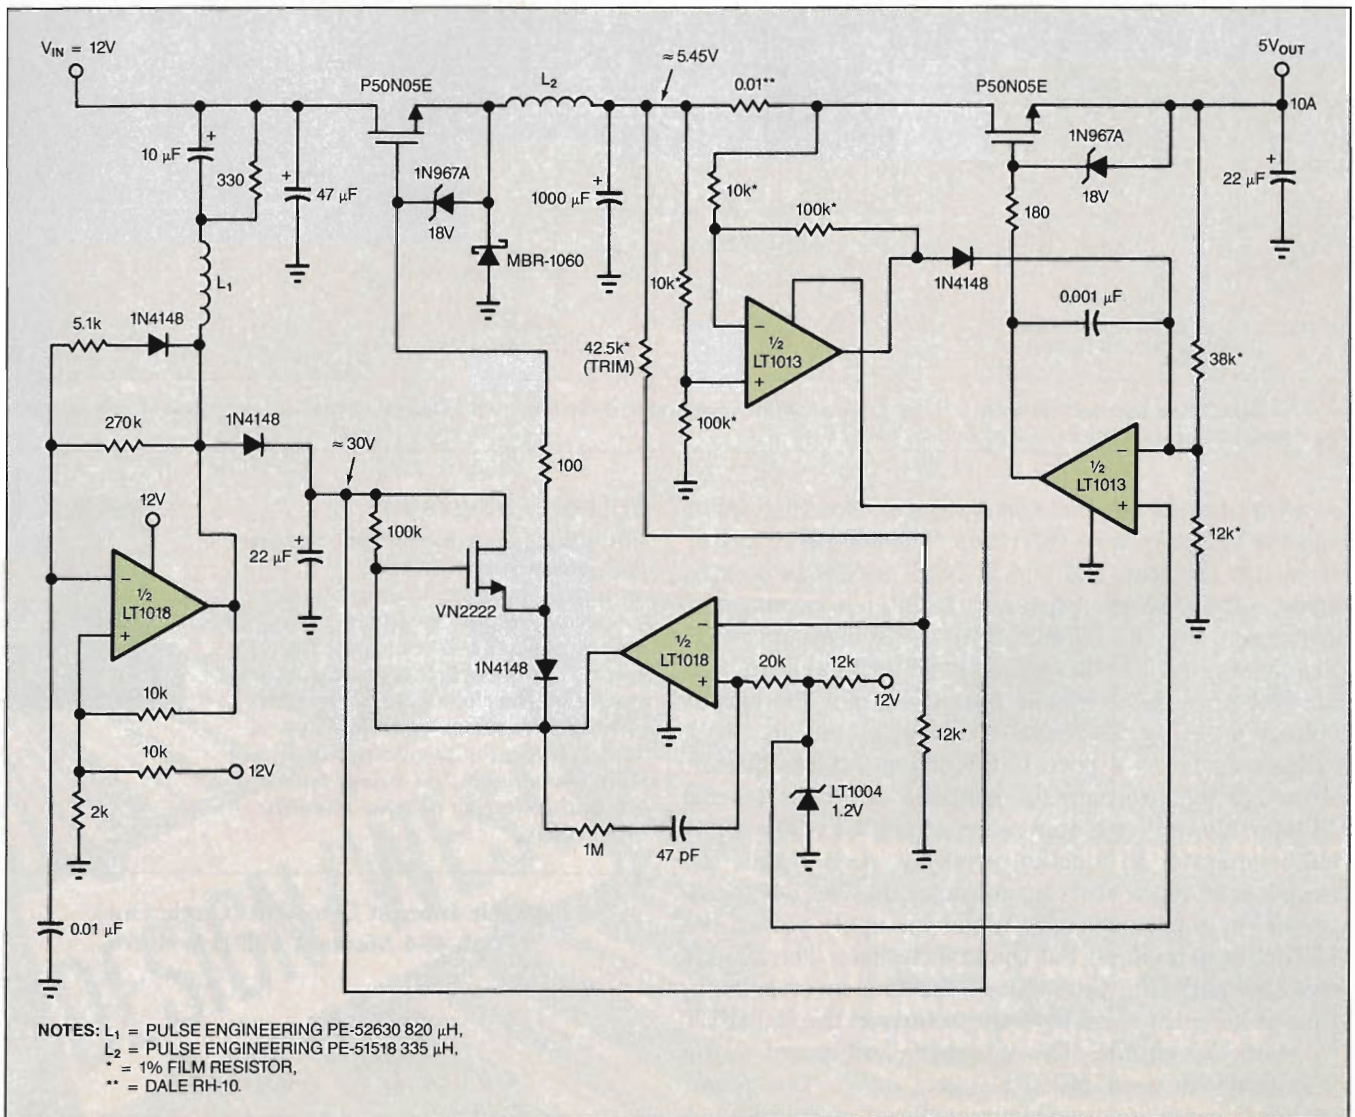 V_IN = 12V
P50N05E
L₂
≈ 5.45V
0.01**
P50N05E
5V_OUT
10A
10 µF
+
330
+
47 µF
1N967A
18V
+
1000 µF
MBR-1060
10k*
100k*
1N4148
180
1N967A
18V
+
22 µF
0.001 µF
L₁
5.1k
1N4148
10k*
42.5k*
(TRIM)
−
½
LT1013
+
100k*
38k*
270k
1N4148
≈ 30V
100
−
½
LT1013
+
12k*
12V
−
½
LT1018
+
+
22 µF
100k
VN2222
1N4148
−
½
LT1018
+
20k
12k
12V
12k*
10k
10k
12V
2k
LT1004
1.2V
1M
47 pF
0.01 µF
NOTES: L₁ = PULSE ENGINEERING PE-52630 820 µH,
L₂ = PULSE ENGINEERING PE-51518 335 µH,
* = 1% FILM RESISTOR,
** = DALE RH-10.